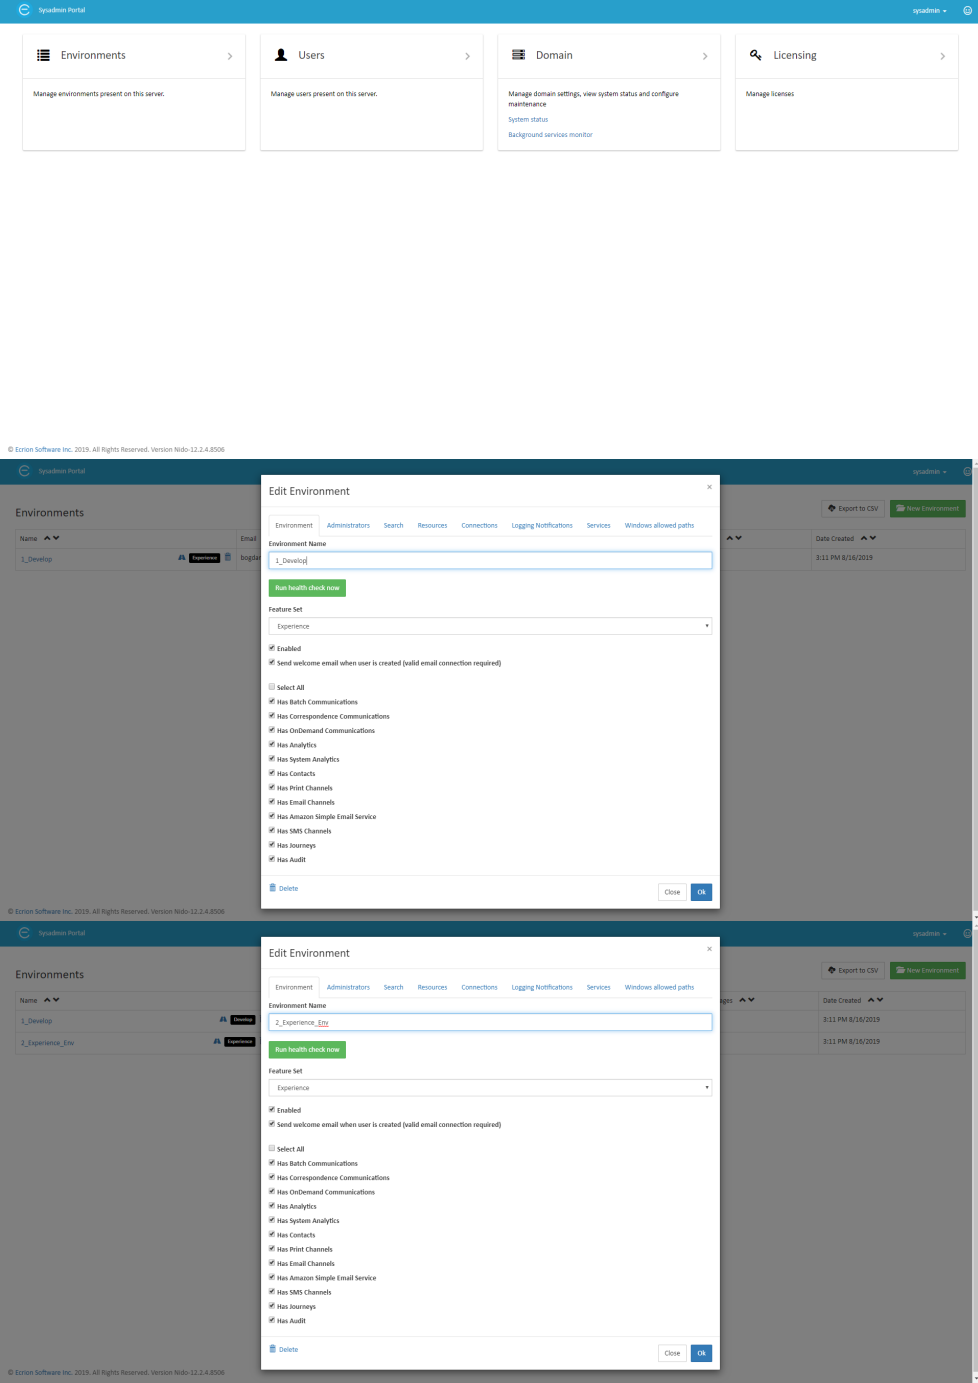 Sysadmin Portal
sysadmin
Environments
Users
Domain
Licensing
Manage environments present on this server.
Manage users present on this server.
Manage domain settings, view system status and configure
maintenance
System status
Background services monitor
Manage licenses
© Ecrion Software Inc. 2019. All Rights Reserved. Version Nido-12.2.4.8506
Sysadmin Portal
sysadmin
Environments
Export to CSV
New Environment
Name
Email
Date Created
1_Develop
Experience
bogdan
3:11 PM 8/16/2019
Edit Environment
×
Environment
Administrators
Search
Resources
Connections
Logging Notifications
Services
Windows allowed paths
Environment Name
1_Develop
Run health check now
Feature Set
Experience
Enabled
Send welcome email when user is created (valid email connection required)
Select All
Has Batch Communications
Has Correspondence Communications
Has OnDemand Communications
Has Analytics
Has System Analytics
Has Contacts
Has Print Channels
Has Email Channels
Has Amazon Simple Email Service
Has SMS Channels
Has Journeys
Has Audit
Delete
Close
Ok
© Ecrion Software Inc. 2019. All Rights Reserved. Version Nido-12.2.4.8506
Sysadmin Portal
sysadmin
Environments
Export to CSV
New Environment
Name
ages
Date Created
1_Develop
Develop
3:11 PM 8/16/2019
2_Experience_Env
Experience
3:11 PM 8/16/2019
Edit Environment
×
Environment
Administrators
Search
Resources
Connections
Logging Notifications
Services
Windows allowed paths
Environment Name
2_Experience_Env
Run health check now
Feature Set
Experience
Enabled
Send welcome email when user is created (valid email connection required)
Select All
Has Batch Communications
Has Correspondence Communications
Has OnDemand Communications
Has Analytics
Has System Analytics
Has Contacts
Has Print Channels
Has Email Channels
Has Amazon Simple Email Service
Has SMS Channels
Has Journeys
Has Audit
Delete
Close
Ok
© Ecrion Software Inc. 2019. All Rights Reserved. Version Nido-12.2.4.8506